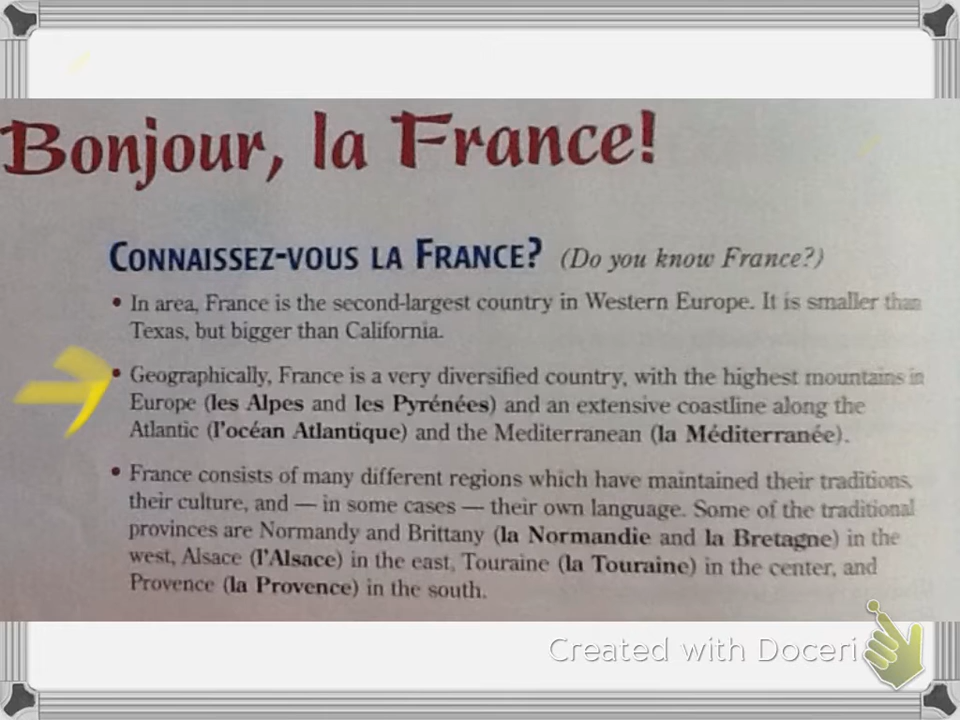 Bonjour, la France!
CONNAISSEZ-VOUS LA FRANCE? (Do you know France?)
• In area, France is the second-largest country in Western Europe. It is smaller than
Texas, but bigger than California.
• Geographically, France is a very diversified country, with the highest mountains in
Europe (les Alpes and les Pyrénées) and an extensive coastline along the
Atlantic (l'océan Atlantique) and the Mediterranean (la Méditerranée).
• France consists of many different regions which have maintained their traditions,
their culture, and — in some cases — their own language. Some of the traditional
provinces are Normandy and Brittany (la Normandie and la Bretagne) in the
west, Alsace (l'Alsace) in the east, Touraine (la Touraine) in the center, and
Provence (la Provence) in the south.
Created with Doceri